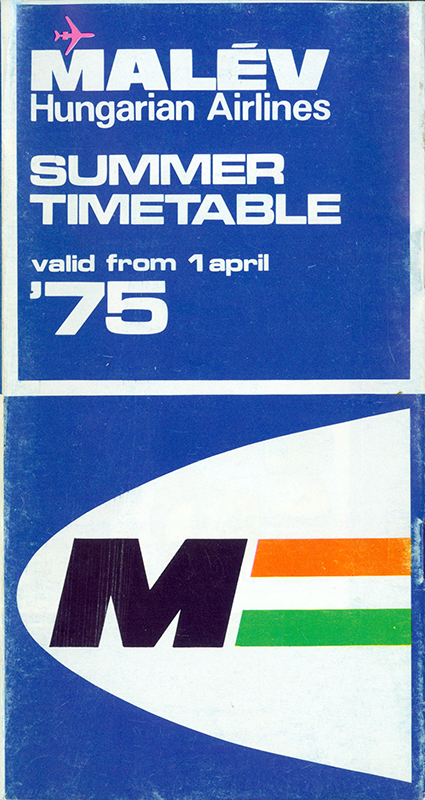 MALÉV
Hungarian Airlines
SUMMER
TIMETABLE
valid from 1 april
'75
M